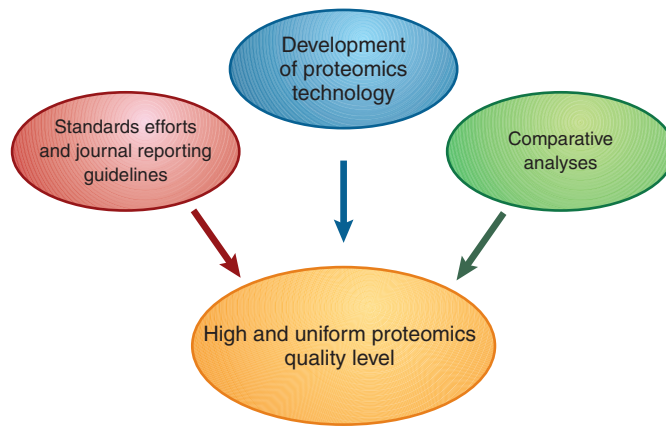 Development
of proteomics
technology
Standards efforts
and journal reporting
guidelines
Comparative
analyses
High and uniform proteomics
quality level